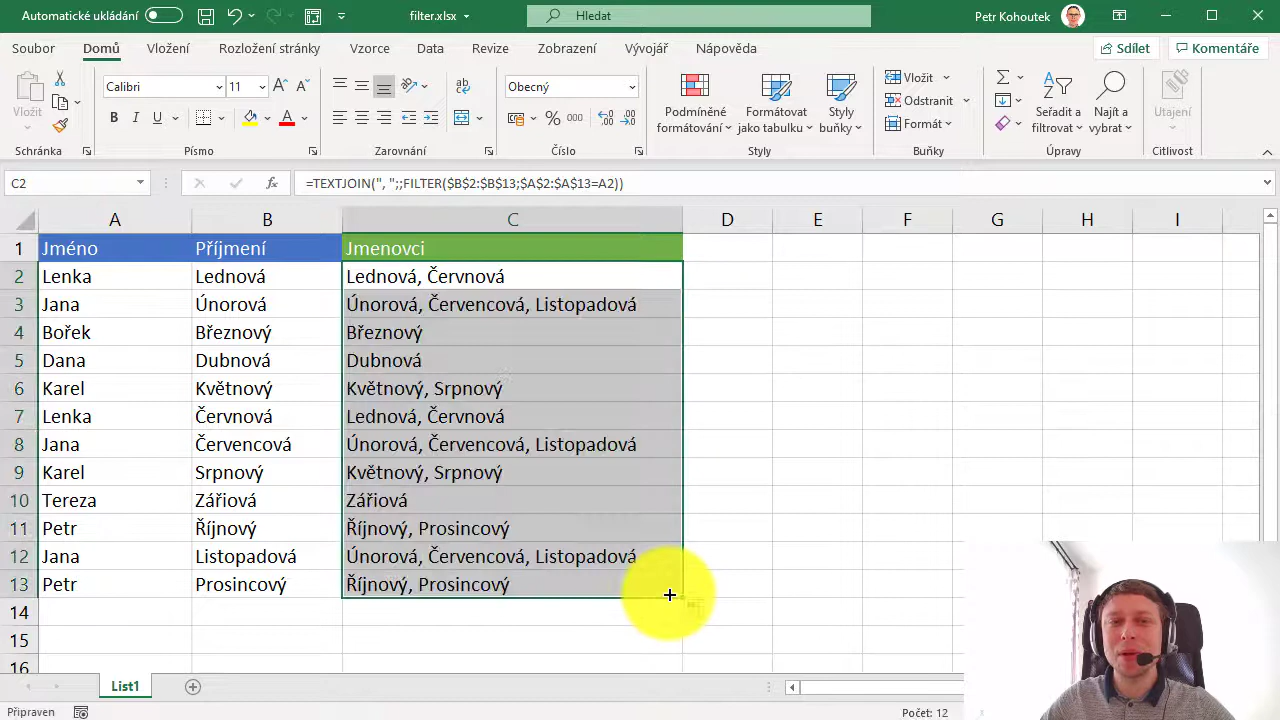 Automatické ukládání
filter.xlsx
Hledat
Petr Kohoutek
Soubor Domů Vložení Rozložení stránky Vzorce Data Revize Zobrazení Vývojář Nápověda
Sdílet Komentáře
Vložit
Schránka
Calibri 11
B I U A
Písmo
Zarovnání
Obecný
% 000
Číslo
Podmíněné formátování
Formátovat jako tabulku
Styly buňky
Styly
Vložit
Odstranit
Formát
Buňky
Seřadit a filtrovat
Najít a vybrat
Úpravy
Utajení
Citlivost
C2 fx =TEXTJOIN(", ";;FILTER($B$2:$B$13;$A$2:$A$13=A2))
A B C D E F G H I
1 Jméno Příjmení Jmenovci
2 Lenka Lednová Lednová, Červnová
3 Jana Únorová Únorová, Červencová, Listopadová
4 Bořek Březnový Březnový
5 Dana Dubnová Dubnová
6 Karel Květnový Květnový, Srpnový
7 Lenka Červnová Lednová, Červnová
8 Jana Červencová Únorová, Červencová, Listopadová
9 Karel Srpnový Květnový, Srpnový
10 Tereza Zářiová Zářiová
11 Petr Říjnový Říjnový, Prosincový
12 Jana Listopadová Únorová, Červencová, Listopadová
13 Petr Prosincový Říjnový, Prosincový
14
15
16
List1
Připraven
Počet: 12